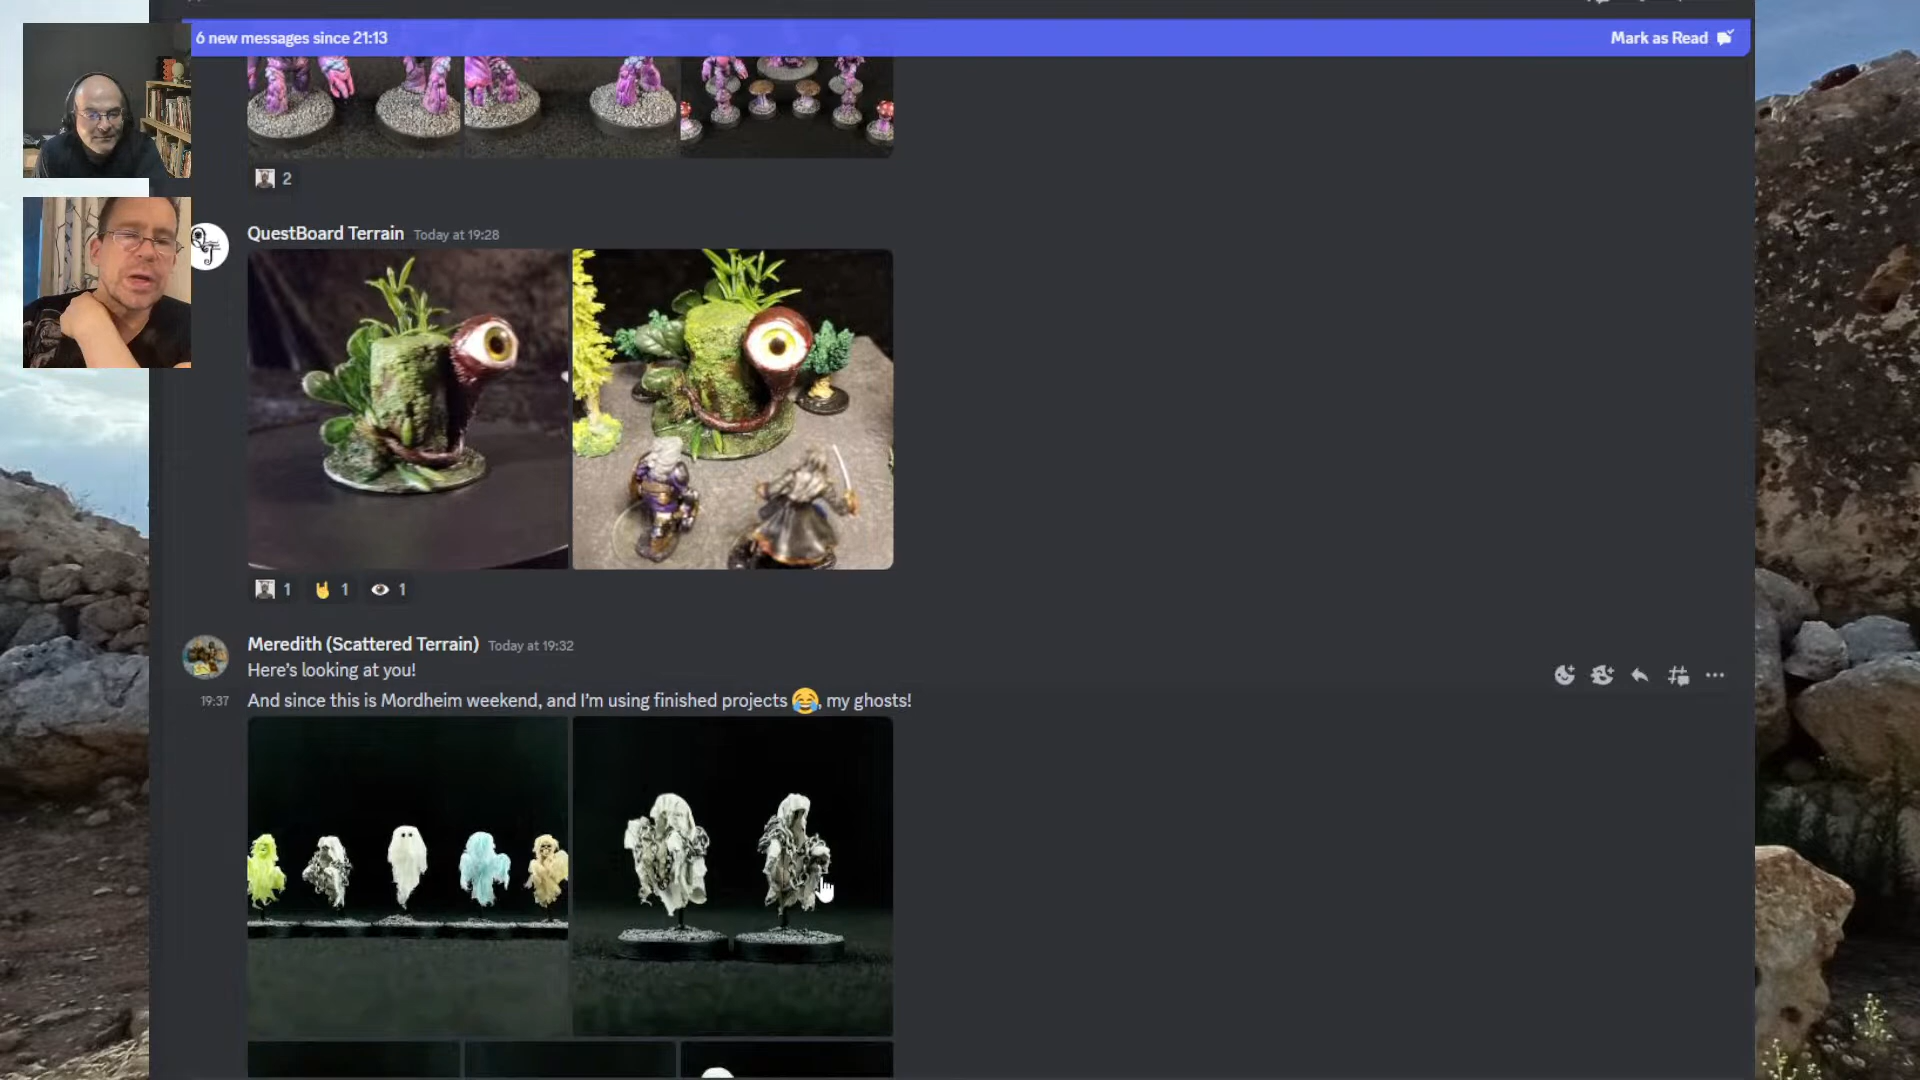 6 new messages since 21:13
Mark as Read
2
QuestBoard Terrain Today at 19:28
1 1 1
Meredith (Scattered Terrain) Today at 19:32
Here's looking at you!
19:37 And since this is Mordheim weekend, and I'm using finished projects 😂, my ghosts!